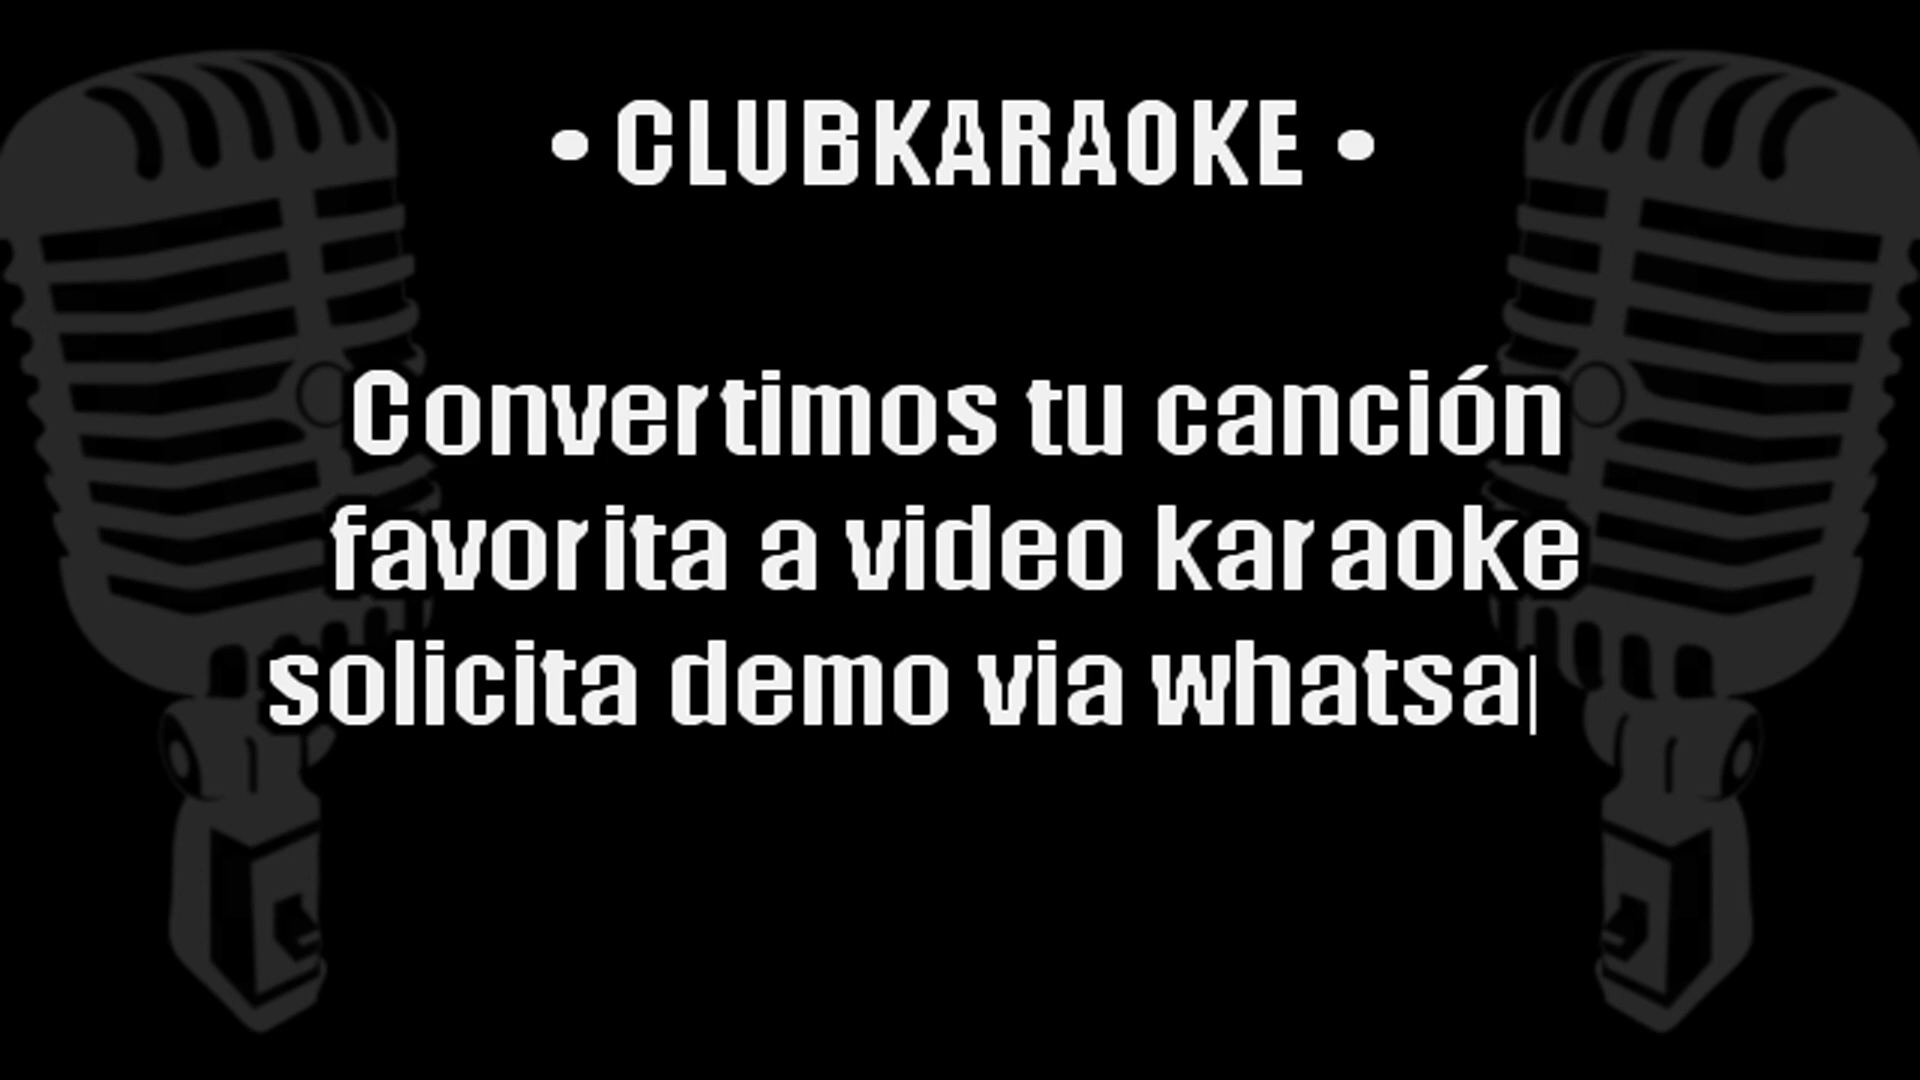 • CLUBKARAOKE •
Convertimos tu canción
favorita a video karaoke
solicita demo via whatsa